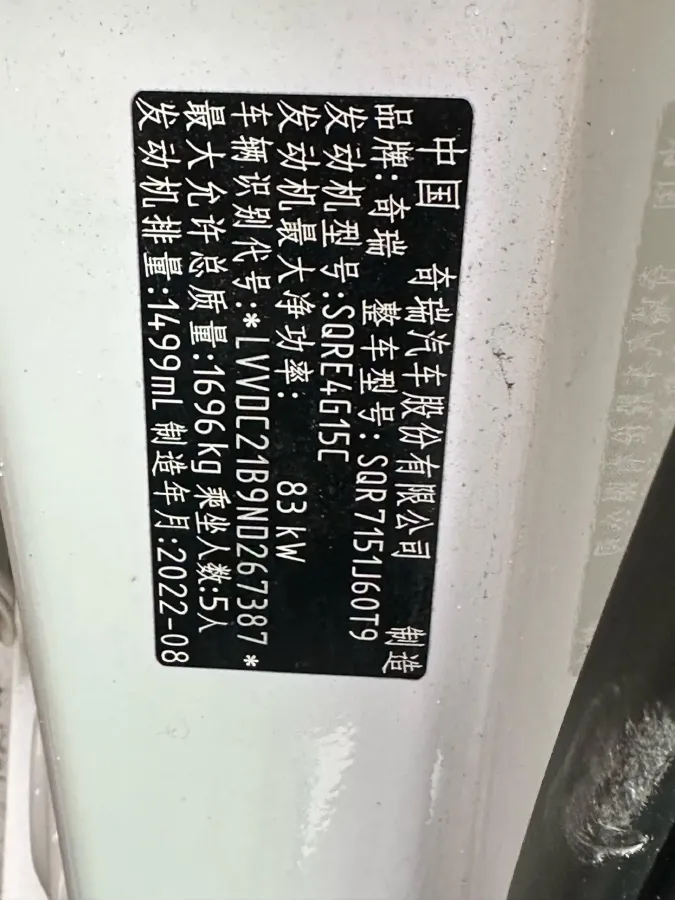 中国 奇瑞汽车股份有限公司 制造
品牌:奇瑞 整车型号:SQR7151J60T9
发动机型号:SQRE4G15C
发动机最大净功率: 83kW
车辆识别代号:*LVVDC21B9ND267387*
最大允许总质量:1696kg 乘坐人数:5人
发动机排量:1499mL 制造年月:2022-08